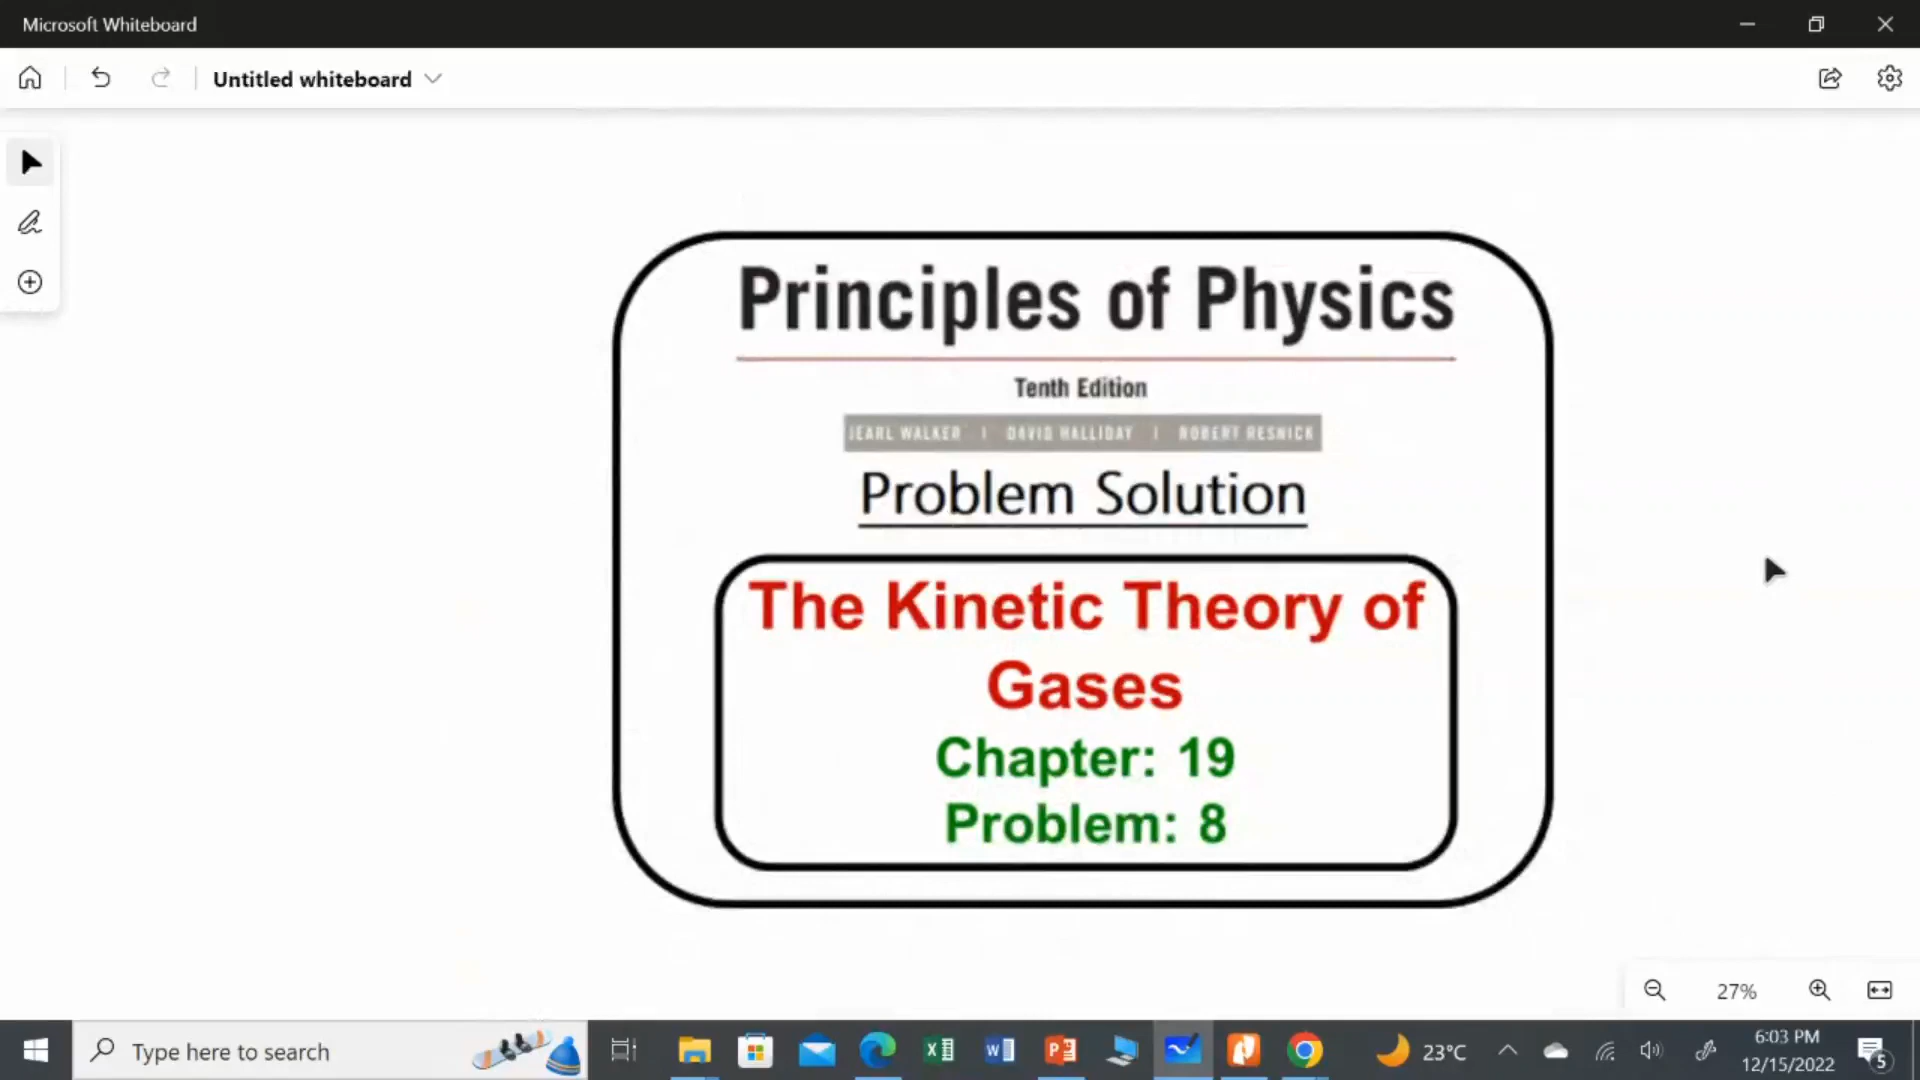 Microsoft Whiteboard
Untitled whiteboard
Principles of Physics
Tenth Edition
JEARL WALKER | DAVID HALLIDAY | ROBERT RESNICK
Problem Solution
The Kinetic Theory of
Gases
Chapter: 19
Problem: 8
27%
Type here to search
23°C
6:03 PM
12/15/2022
5